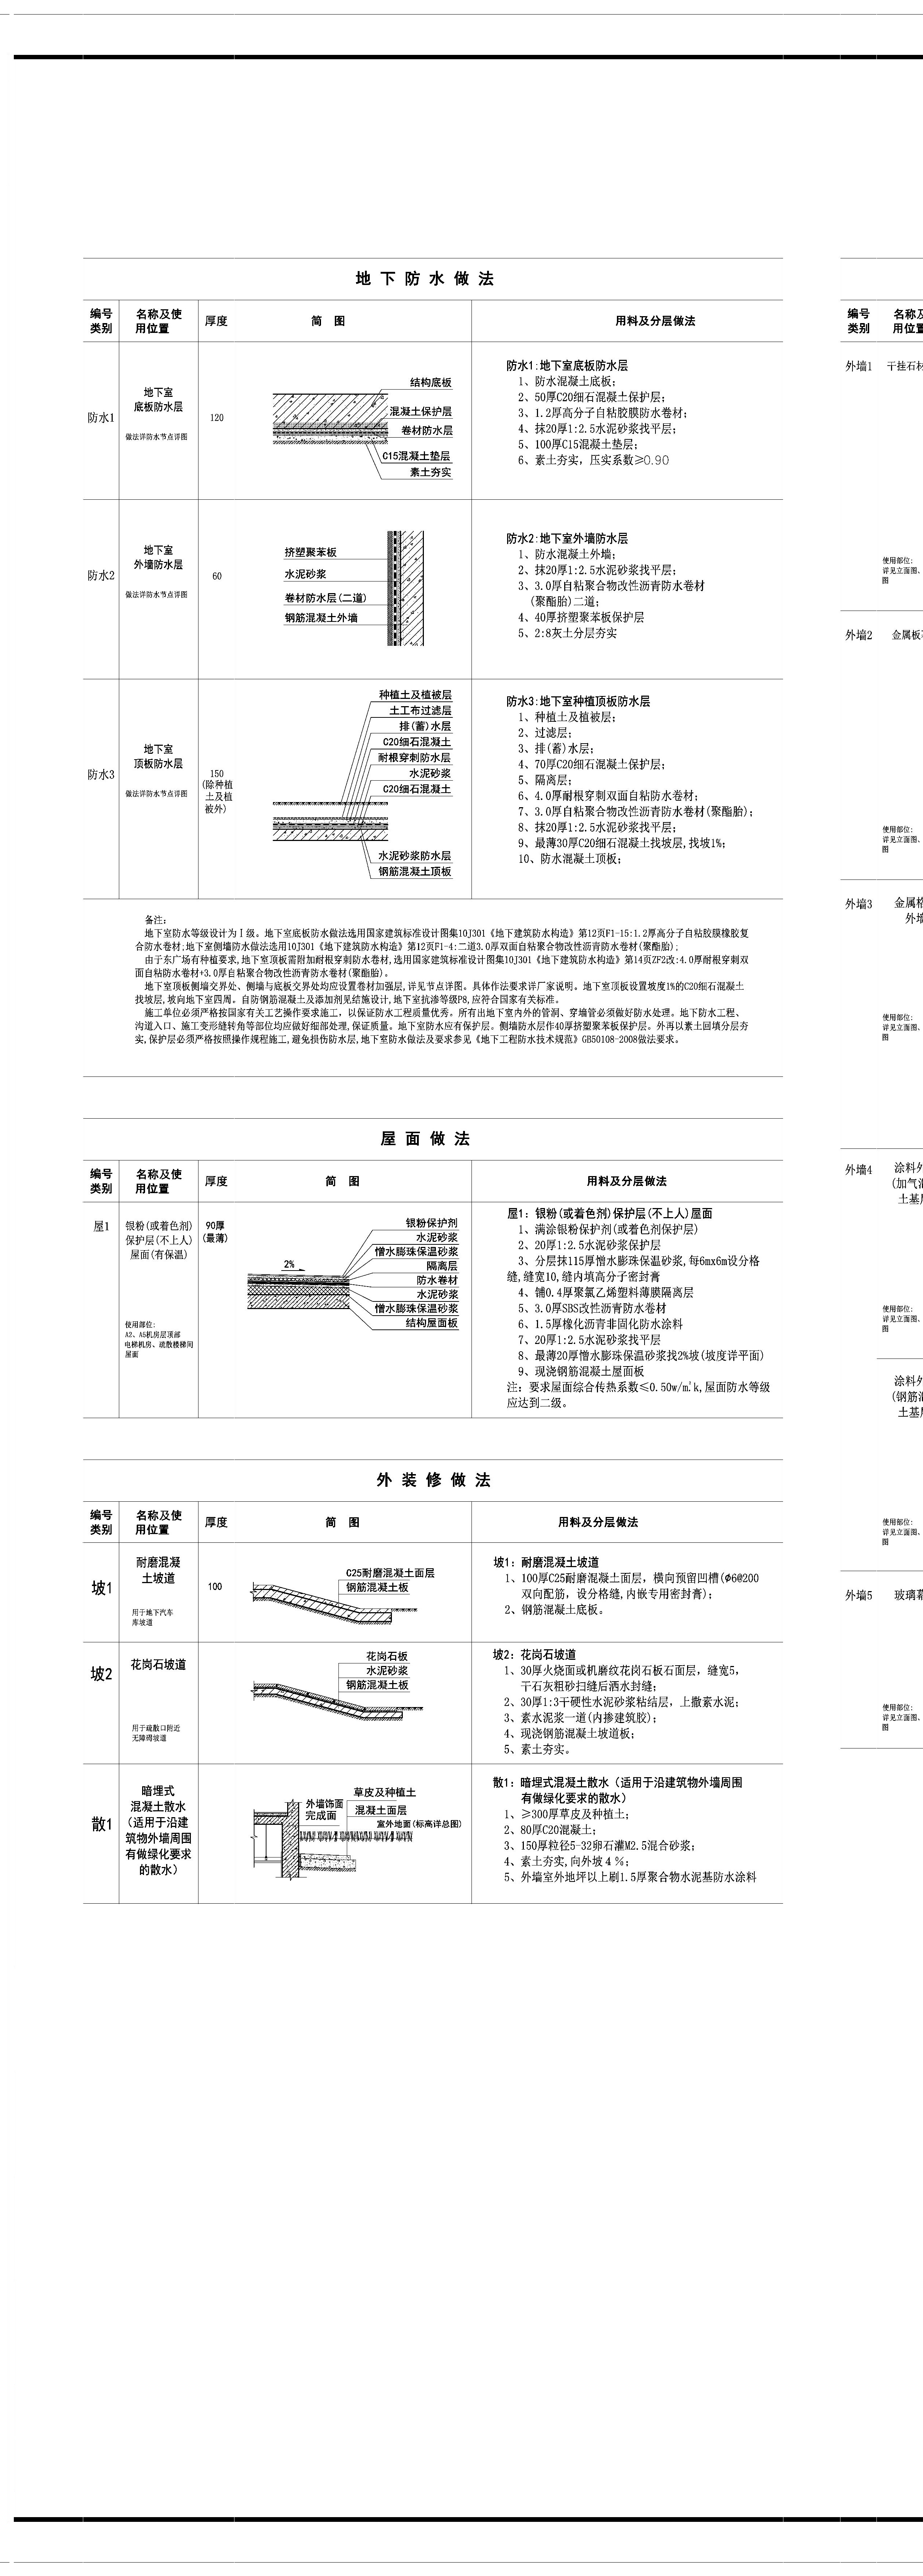 地下防水做法
编号
类别
名称及使
用位置
厚度
简 图
用料及分层做法
防水1
地下室
底板防水层
做法详防水节点详图
120
结构底板
混凝土保护层
卷材防水层
C15混凝土垫层
素土夯实
防水1:地下室底板防水层
1、防水混凝土底板;
2、50厚C20细石混凝土保护层;
3、1.2厚高分子自粘胶膜防水卷材;
4、抹20厚1:2.5水泥砂浆找平层;
5、100厚C15混凝土垫层;
6、素土夯实, 压实系数≥0.90
防水2
地下室
外墙防水层
做法详防水节点详图
60
挤塑聚苯板
水泥砂浆
卷材防水层(二道)
钢筋混凝土外墙
防水2:地下室外墙防水层
1、防水混凝土外墙;
2、抹20厚1:2.5水泥砂浆找平层;
3、3.0厚自粘聚合物改性沥青防水卷材
(聚酯胎)二道;
4、40厚挤塑聚苯板保护层
5、2:8灰土分层夯实
防水3
地下室
顶板防水层
做法详防水节点详图
150
(除种植
土及植
被外)
种植土及植被层
土工布过滤层
排(蓄)水层
C20细石混凝土
耐根穿刺防水层
水泥砂浆
C20细石混凝土
水泥砂浆防水层
钢筋混凝土顶板
防水3:地下室种植顶板防水层
1、种植土及植被层;
2、过滤层;
3、排(蓄)水层;
4、70厚C20细石混凝土保护层;
5、隔离层;
6、4.0厚耐根穿刺双面自粘防水卷材;
7、3.0厚自粘聚合物改性沥青防水卷材(聚酯胎);
8、抹20厚1:2.5水泥砂浆找平层;
9、最薄30厚C20细石混凝土找坡层,找坡1%;
10、防水混凝土顶板;
备注:
地下室防水等级设计为Ⅰ级。地下室底板防水做法选用国家建筑标准设计图集10J301《地下建筑防水构造》第12页F1-15:1.2厚高分子自粘胶膜橡胶复
合防水卷材;地下室侧墙防水做法选用10J301《地下建筑防水构造》第12页F1-4:二道3.0厚双面自粘聚合物改性沥青防水卷材(聚酯胎);
由于东广场有种植要求,地下室顶板需附加耐根穿刺防水卷材,选用国家建筑标准设计图集10J301《地下建筑防水构造》第14页ZF2改:4.0厚耐根穿刺双
面自粘防水卷材+3.0厚自粘聚合物改性沥青防水卷材(聚酯胎)。
地下室顶板侧墙交界处、侧墙与底板交界处均应设置卷材加强层,详见节点详图。具体作法要求详厂家说明。地下室顶板设置坡度1%的C20细石混凝土
找坡层,坡向地下室四周。自防钢筋混凝土及添加剂见结施设计,地下室抗渗等级P8,应符合国家有关标准。
施工单位必须严格按国家有关工艺操作要求施工, 以保证防水工程质量优秀。所有出地下室内外的管洞、穿墙管必须做好防水处理。地下防水工程、
沟道入口、施工变形缝转角等部位均应做好细部处理,保证质量。地下室防水应有保护层。侧墙防水层作40厚挤塑聚苯板保护层。外再以素土回填分层夯
实,保护层必须严格按照操作规程施工,避免损伤防水层,地下室防水做法及要求参见《地下工程防水技术规范》GB50108-2008做法要求。
屋面做法
编号
类别
名称及使
用位置
厚度
简 图
用料及分层做法
屋1
银粉(或着色剂)
保护层(不上人)
屋面(有保温)
使用部位:
A2、A5机房层顶部
电梯机房、疏散楼梯间
屋面
90厚
(最薄)
2%
银粉保护剂
水泥砂浆
憎水膨珠保温砂浆
隔离层
防水卷材
水泥砂浆
憎水膨珠保温砂浆
结构屋面板
屋1: 银粉(或着色剂)保护层(不上人)屋面
1、满涂银粉保护剂(或着色剂保护层)
2、20厚1:2.5水泥砂浆保护层
3、分层抹115厚憎水膨珠保温砂浆,每6mx6m设分格
缝,缝宽10,缝内填高分子密封膏
4、铺0.4厚聚氯乙烯塑料薄膜隔离层
5、3.0厚SBS改性沥青防水卷材
6、1.5厚橡化沥青非固化防水涂料
7、20厚1:2.5水泥砂浆找平层
8、最薄20厚憎水膨珠保温砂浆找2%坡(坡度详平面)
9、现浇钢筋混凝土屋面板
注: 要求屋面综合传热系数≤0.50w/m²k,屋面防水等级
应达到二级。
外装修做法
编号
类别
名称及使
用位置
厚度
简 图
用料及分层做法
坡1
耐磨混凝
土坡道
用于地下汽车
库坡道
100
C25耐磨混凝土面层
钢筋混凝土板
坡1: 耐磨混凝土坡道
1、100厚C25耐磨混凝土面层, 横向预留凹槽(Φ6@200
双向配筋, 设分格缝,内嵌专用密封膏);
2、钢筋混凝土底板。
坡2
花岗石坡道
用于疏散口附近
无障碍坡道
花岗石板
水泥砂浆
钢筋混凝土板
坡2: 花岗石坡道
1、30厚火烧面或机磨纹花岗石板石面层, 缝宽5,
干石灰粗砂扫缝后洒水封缝;
2、30厚1:3干硬性水泥砂浆粘结层, 上撒素水泥;
3、素水泥浆一道(内掺建筑胶);
4、现浇钢筋混凝土坡道板;
5、素土夯实。
散1
暗埋式
混凝土散水
(适用于沿建
筑物外墙周围
有做绿化要求
的散水)
外墙饰面
完成面
草皮及种植土
混凝土面层
室外地面(标高详总图)
散1: 暗埋式混凝土散水 (适用于沿建筑物外墙周围
有做绿化要求的散水)
1、≥300厚草皮及种植土;
2、80厚C20混凝土;
3、150厚粒径5-32卵石灌M2.5混合砂浆;
4、素土夯实,向外坡4%;
5、外墙室外地坪以上刷1.5厚聚合物水泥基防水涂料
编号
类别
名称及
用位置
外墙1
干挂石材
使用部位:
详见立面图、
图
外墙2
金属板
使用部位:
详见立面图、
图
外墙3
金属格
外墙
使用部位:
详见立面图、
图
外墙4
涂料外
(加气混
土基层
使用部位:
详见立面图、
图
涂料外
(钢筋混
土基层
使用部位:
详见立面图、
图
外墙5
玻璃幕
使用部位:
详见立面图、
图